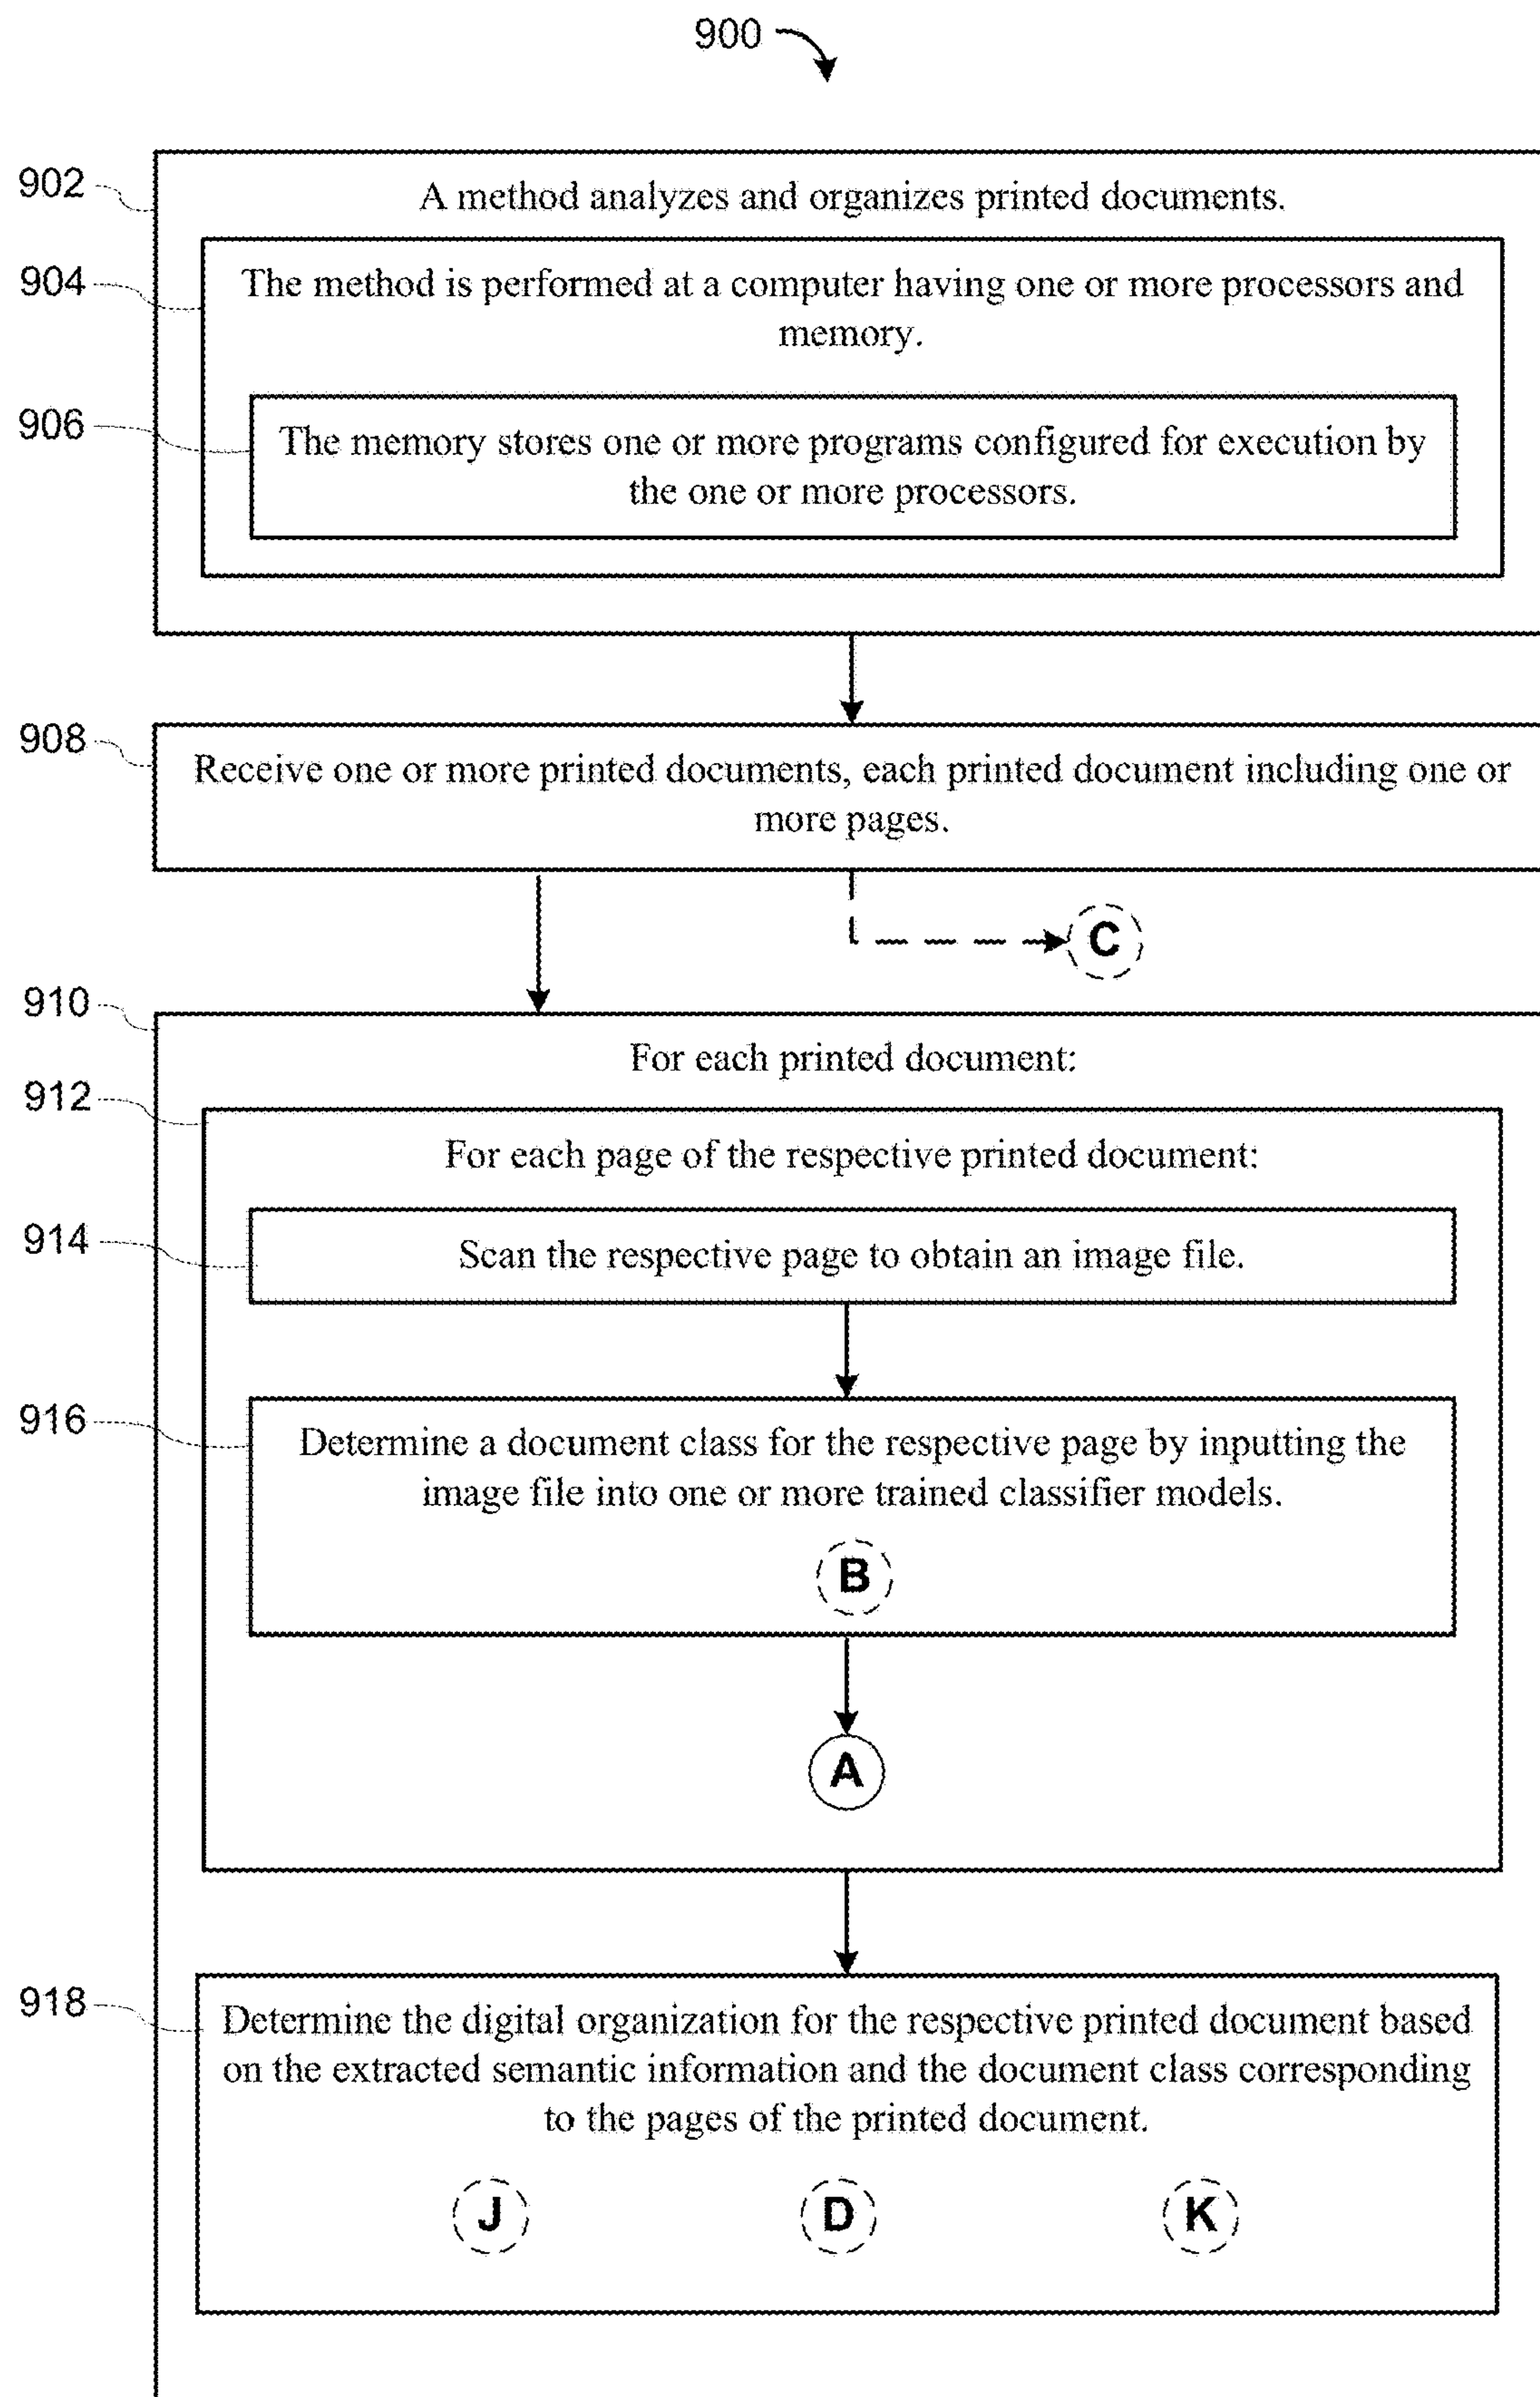 900
902
A method analyzes and organizes printed documents.
904
The method is performed at a computer having one or more processors and
memory.
906
The memory stores one or more programs configured for execution by
the one or more processors.
908
Receive one or more printed documents, each printed document including one or
more pages.
C
910
For each printed document:
912
For each page of the respective printed document:
914
Scan the respective page to obtain an image file.
916
Determine a document class for the respective page by inputting the
image file into one or more trained classifier models.
B
A
918
Determine the digital organization for the respective printed document based
on the extracted semantic information and the document class corresponding
to the pages of the printed document.
J D K